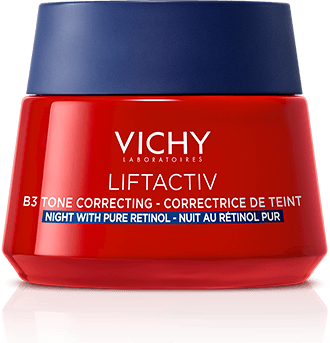 VICHY
LABORATOIRES
LIFTACTIV
B3 TONE CORRECTING - CORRECTRICE DE TEINT
NIGHT WITH PURE RETINOL - NUIT AU RÉTINOL PUR